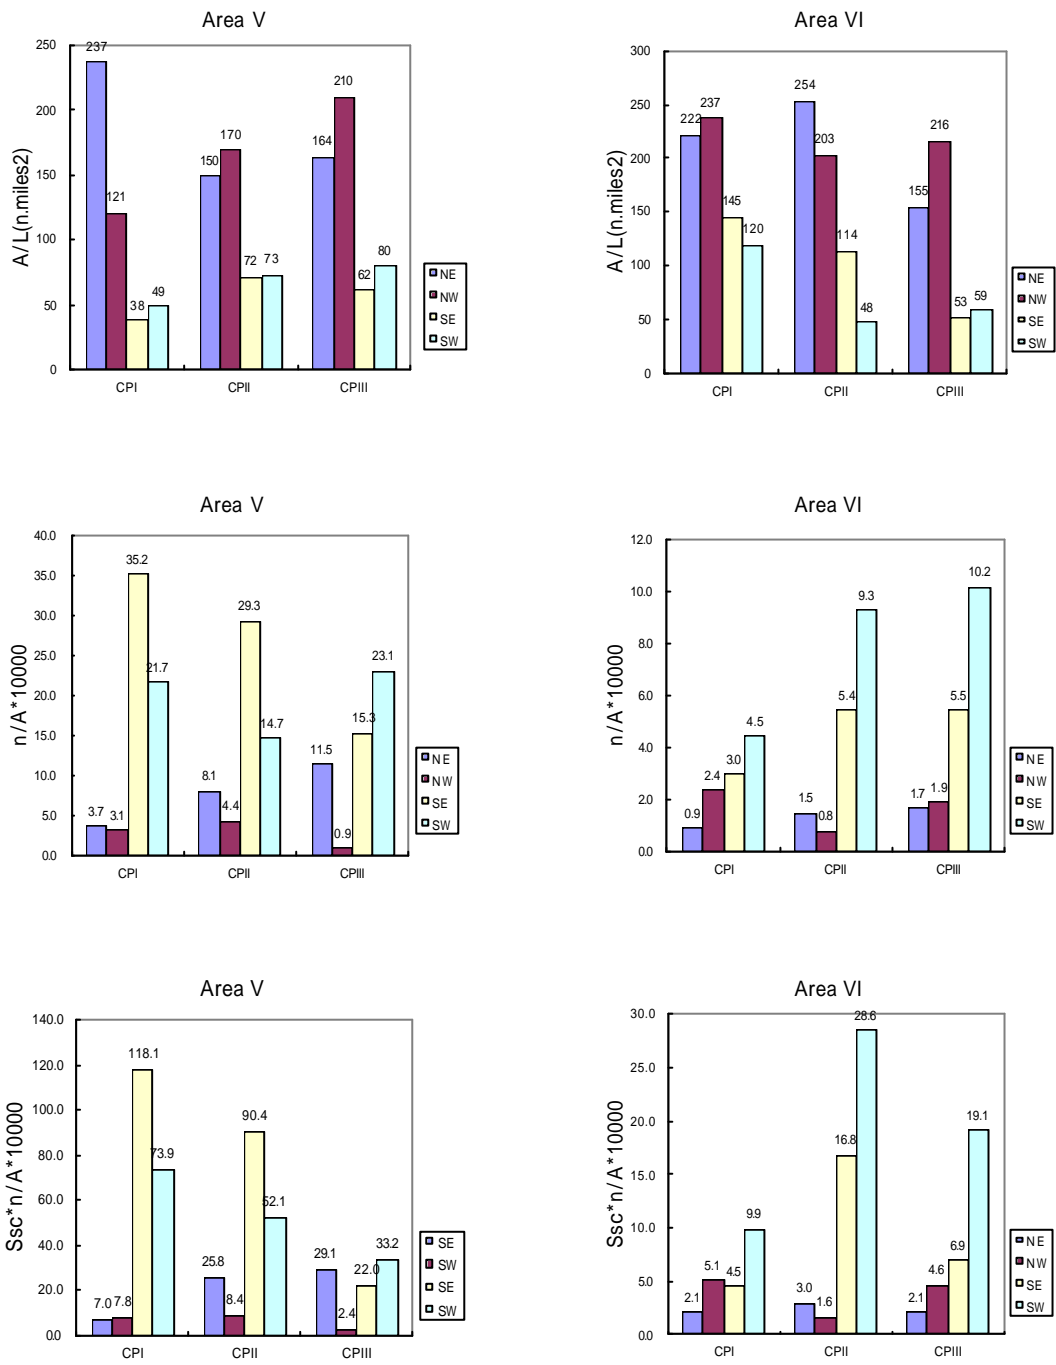 Area V
A/L(n.miles2)
250
200
150
100
50
0
237
121
38
49
150
170
72
73
164
210
62
80
CPI
CPII
CPIII
NE
NW
SE
SW
Area VI
A/L(n.miles2)
300
250
200
150
100
50
0
222
237
145
120
254
203
114
48
155
216
53
59
CPI
CPII
CPIII
NE
NW
SE
SW
Area V
n/A*10000
40.0
35.0
30.0
25.0
20.0
15.0
10.0
5.0
0.0
3.7
3.1
35.2
21.7
8.1
4.4
29.3
14.7
11.5
0.9
15.3
23.1
CPI
CPII
CPIII
NE
NW
SE
SW
Area VI
n/A*10000
12.0
10.0
8.0
6.0
4.0
2.0
0.0
0.9
2.4
3.0
4.5
1.5
0.8
5.4
9.3
1.7
1.9
5.5
10.2
CPI
CPII
CPIII
NE
NW
SE
SW
Area V
Ssc*n/A*10000
140.0
120.0
100.0
80.0
60.0
40.0
20.0
0.0
7.0
7.8
118.1
73.9
25.8
8.4
90.4
52.1
29.1
2.4
22.0
33.2
CPI
CPII
CPIII
SE
SW
SE
SW
Area VI
Ssc*n/A*10000
30.0
25.0
20.0
15.0
10.0
5.0
0.0
2.1
5.1
4.5
9.9
3.0
1.6
16.8
28.6
2.1
4.6
6.9
19.1
CPI
CPII
CPIII
NE
NW
SE
SW